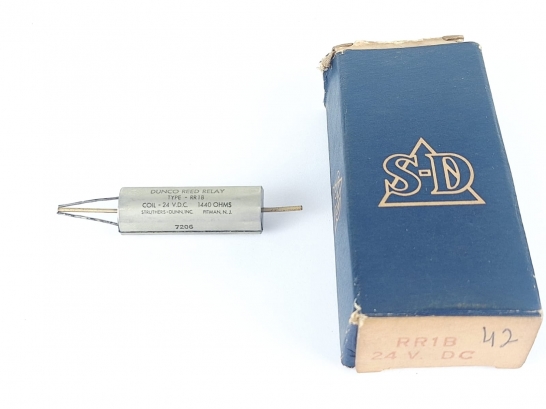 DUNCO REED RELAY
TYPE - RR1B
COIL - 24 V.D.C. 1440 OHMS
STRUTHERS-DUNN, INC. PITMAN, N.J.
7206
S-D
RR1B 42
24 V. DC